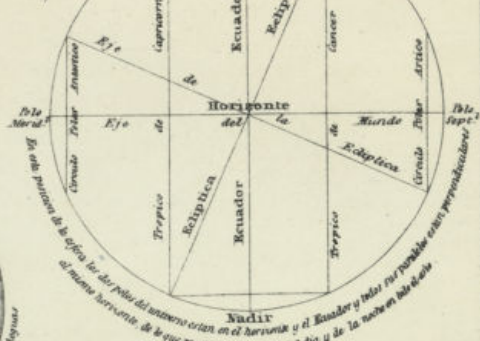 Tropico de Capricorn
Ecuador
Ecliptica
Tropico de Cancer
Eje de la Ecliptica
Circulo Polar Antartico
Circulo Polar Artico
Horizonte
Polo Merid.l
Eje del Mundo
Polo Sept.l
Nadir
En esta posicion de la esfera los dos polos del universo estan en el horizonte y el Ecuador y todos sus paralelos estan perpendiculares
al mismo horizonte, de lo que dia y de la noche en todo el año